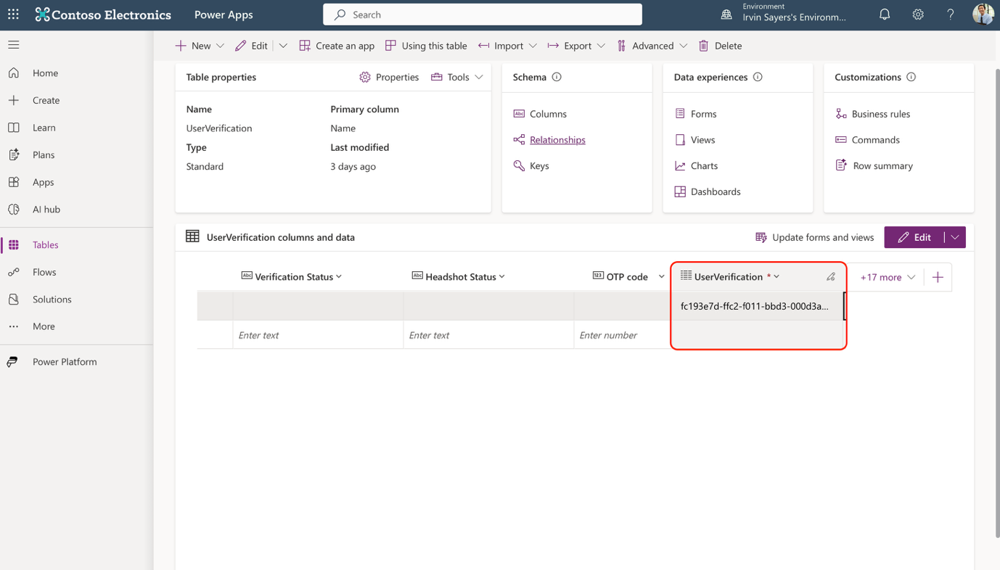 Contoso Electronics
Power Apps
Search
Environment
Irvin Sayers's Environm...
New
Edit
Create an app
Using this table
Import
Export
Advanced
Delete
Home
Create
Learn
Plans
Apps
AI hub
Tables
Flows
Solutions
More
Power Platform
Table properties
Properties
Tools
Name
UserVerification
Type
Standard
Primary column
Name
Last modified
3 days ago
Schema
Columns
Relationships
Keys
Data experiences
Forms
Views
Charts
Dashboards
Customizations
Business rules
Commands
Row summary
UserVerification columns and data
Update forms and views
Edit
Abc Verification Status
Abc Headshot Status
123 OTP code
UserVerification *
+17 more
fc193e7d-ffc2-f011-bbd3-000d3a...
Enter text
Enter text
Enter number